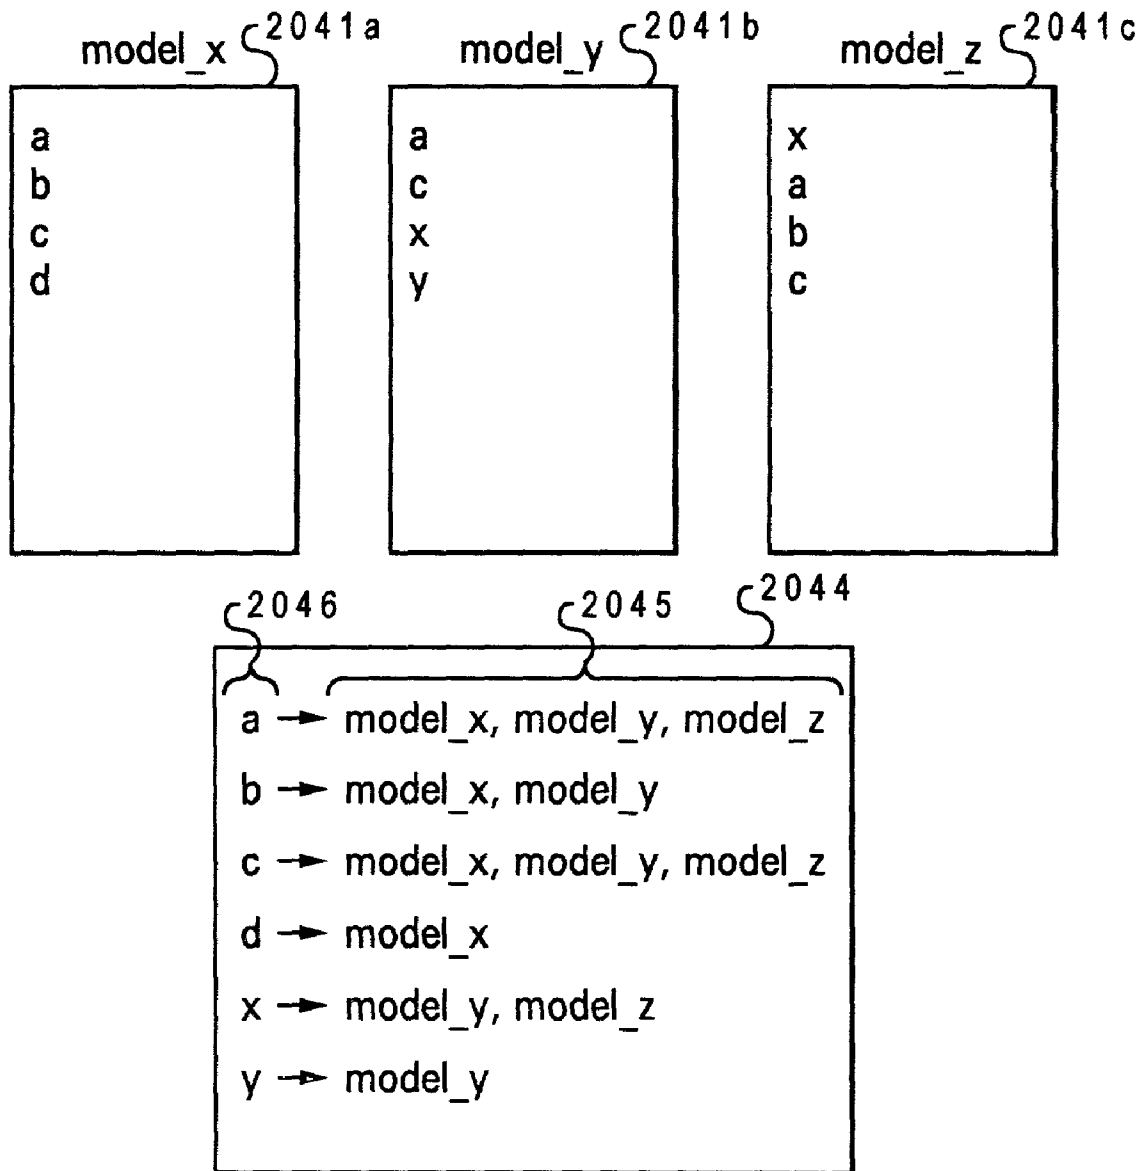 model_x 2041a
model_y 2041b
model_z 2041c
a
b
c
d
a
c
x
y
x
a
b
c
2046
2045
2044
a → model_x, model_y, model_z
b → model_x, model_y
c → model_x, model_y, model_z
d → model_x
x → model_y, model_z
y → model_y